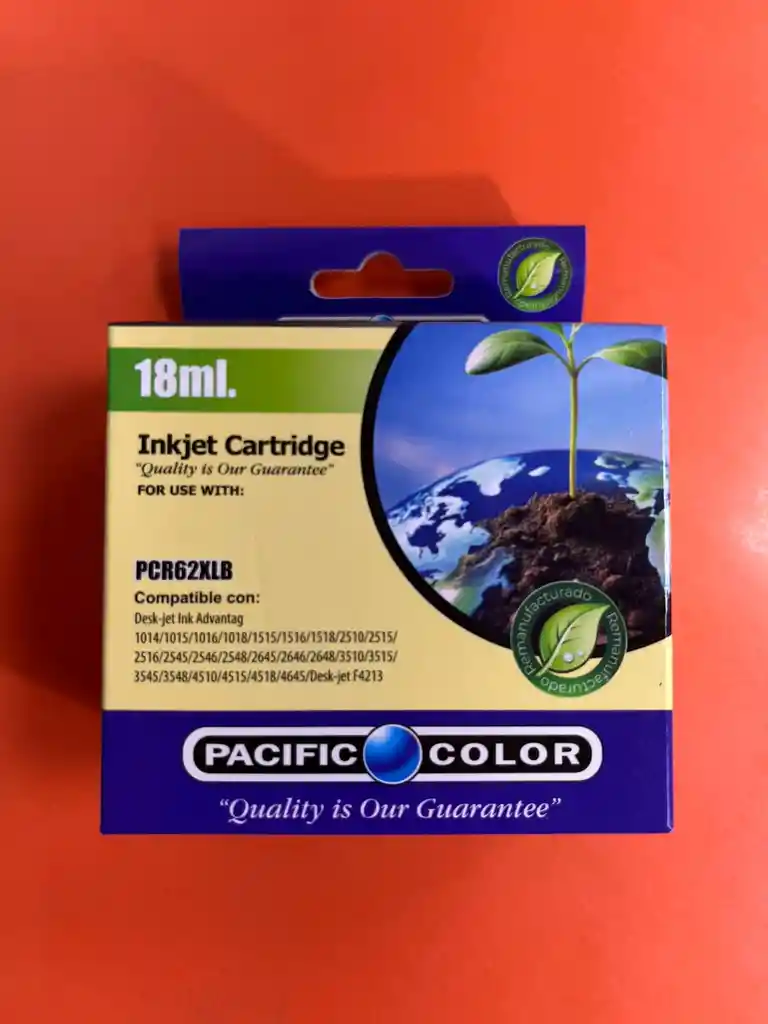 Remanufacturado Remanufacturado
18ml.
Inkjet Cartridge
"Quality is Our Guarantee"
FOR USE WITH:
PCR62XLB
Compatible con:
Desk-jet Ink Advantag
1014/1015/1016/1018/1515/1516/1518/2510/2515/
2516/2545/2546/2548/2645/2646/2648/3510/3515/
3545/3548/4510/4515/4518/4645/Desk-jet F4213
Remanufacturado Remanufacturado
PACIFIC COLOR
"Quality is Our Guarantee"